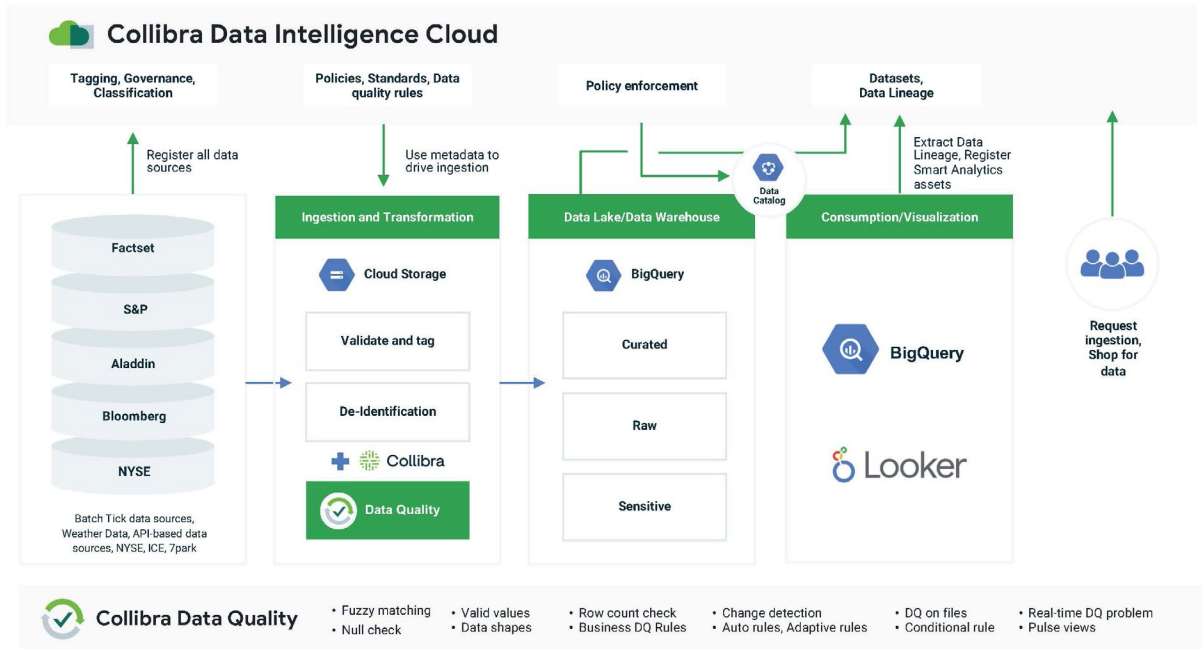 Collibra Data Intelligence Cloud
Tagging, Governance,
Classification
Policies, Standards, Data
quality rules
Policy enforcement
Datasets,
Data Lineage
Register all data
sources
Use metadata to
drive ingestion
Extract Data
Lineage, Register
Smart Analytics
assets
Data
Catalog
Factset
S&P
Aladdin
Bloomberg
NYSE
Batch Tick data sources,
Weather Data, API-based data
sources, NYSE, ICE, 7park
Ingestion and Transformation
Cloud Storage
Validate and tag
De-Identification
Collibra
Data Quality
Data Lake/Data Warehouse
BigQuery
Curated
Raw
Sensitive
Consumption/Visualization
BigQuery
Looker
Request
ingestion,
Shop for
data
Collibra Data Quality
• Fuzzy matching
• Null check
• Valid values
• Data shapes
• Row count check
• Business DQ Rules
• Change detection
• Auto rules, Adaptive rules
• DQ on files
• Conditional rule
• Real-time DQ problem
• Pulse views